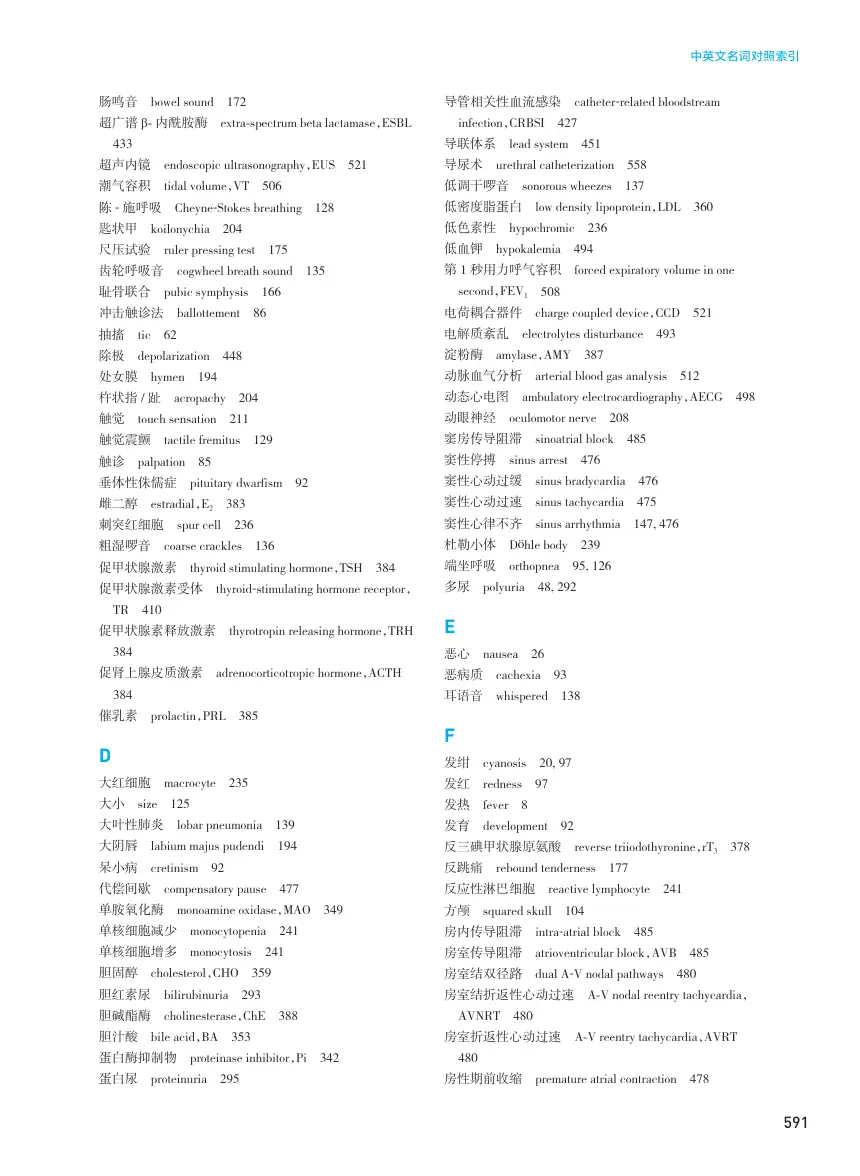 中英文名词对照索引
肠鸣音 bowel sound 172
超广谱 β- 内酰胺酶 extra-spectrum beta lactamase,ESBL
433
超声内镜 endoscopic ultrasonography,EUS 521
潮气容积 tidal volume,VT 506
陈 - 施呼吸 Cheyne-Stokes breathing 128
匙状甲 koilonychia 204
尺压试验 ruler pressing test 175
齿轮呼吸音 cogwheel breath sound 135
耻骨联合 pubic symphysis 166
冲击触诊法 ballottement 86
抽搐 tic 62
除极 depolarization 448
处女膜 hymen 194
杵状指 / 趾 acropachy 204
触觉 touch sensation 211
触觉震颤 tactile fremitus 129
触诊 palpation 85
垂体性侏儒症 pituitary dwarfism 92
雌二醇 estradial,E₂ 383
刺突红细胞 spur cell 236
粗湿啰音 coarse crackles 136
促甲状腺激素 thyroid stimulating hormone,TSH 384
促甲状腺激素受体 thyroid-stimulating hormone receptor,
TR 410
促甲状腺素释放激素 thyrotropin releasing hormone,TRH
384
促肾上腺皮质激素 adrenocorticotropic hormone,ACTH
384
催乳素 prolactin,PRL 385
D
大红细胞 macrocyte 235
大小 size 125
大叶性肺炎 lobar pneumonia 139
大阴唇 labium majus pudendi 194
呆小病 cretinism 92
代偿间歇 compensatory pause 477
单胺氧化酶 monoamine oxidase,MAO 349
单核细胞减少 monocytopenia 241
单核细胞增多 monocytosis 241
胆固醇 cholesterol,CHO 359
胆红素尿 bilirubinuria 293
胆碱酯酶 cholinesterase,ChE 388
胆汁酸 bile acid,BA 353
蛋白酶抑制物 proteinase inhibitor,Pi 342
蛋白尿 proteinuria 295
导管相关性血流感染 catheter-related bloodstream
infection,CRBSI 427
导联体系 lead system 451
导尿术 urethral catheterization 558
低调干啰音 sonorous wheezes 137
低密度脂蛋白 low density lipoprotein,LDL 360
低色素性 hypochromic 236
低血钾 hypokalemia 494
第 1 秒用力呼气容积 forced expiratory volume in one
second,FEV₁ 508
电荷耦合器件 charge coupled device,CCD 521
电解质紊乱 electrolytes disturbance 493
淀粉酶 amylase,AMY 387
动脉血气分析 arterial blood gas analysis 512
动态心电图 ambulatory electrocardiography,AECG 498
动眼神经 oculomotor nerve 208
窦房传导阻滞 sinoatrial block 485
窦性停搏 sinus arrest 476
窦性心动过缓 sinus bradycardia 476
窦性心动过速 sinus tachycardia 475
窦性心律不齐 sinus arrhythmia 147, 476
杜勒小体 Döhle body 239
端坐呼吸 orthopnea 95, 126
多尿 polyuria 48, 292
E
恶心 nausea 26
恶病质 cachexia 93
耳语音 whispered 138
F
发绀 cyanosis 20, 97
发红 redness 97
发热 fever 8
发育 development 92
反三碘甲状腺原氨酸 reverse triiodothyronine,rT₃ 378
反跳痛 rebound tenderness 177
反应性淋巴细胞 reactive lymphocyte 241
方颅 squared skull 104
房内传导阻滞 intra-atrial block 485
房室传导阻滞 atrioventricular block,AVB 485
房室结双径路 dual A-V nodal pathways 480
房室结折返性心动过速 A-V nodal reentry tachycardia,
AVNRT 480
房室折返性心动过速 A-V reentry tachycardia,AVRT
480
房性期前收缩 premature atrial contraction 478
591